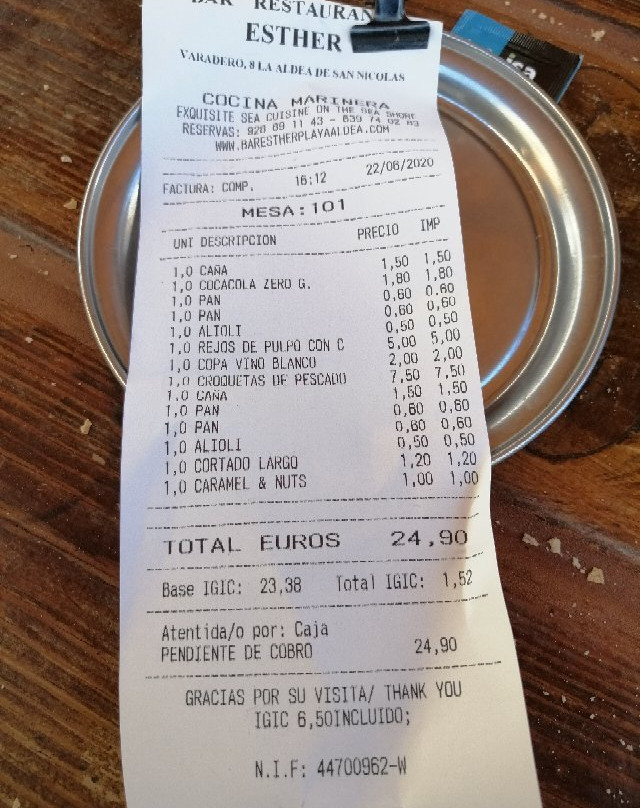 BAR RESTAURAN
ESTHER
VARADERO, 8 LA ALDEA DE SAN NICOLAS
COCINA MARINERA
EXQUISITE SEA CUISINE ON THE SEA SHORE
RESERVAS: 928 89 11 43 - 639 74 02 83
WWW.BARESTHERPLAYAALDEA.COM
FACTURA: COMP. 16:12 22/08/2020
MESA:101
UNI DESCRIPCION PRECIO IMP
1,0 CAÑA 1,50 1,50
1,0 COCACOLA ZERO G. 1,80 1,80
1,0 PAN 0,60 0,60
1,0 PAN 0,60 0,60
1,0 ALIOLI 0,50 0,50
1,0 REJOS DE PULPO CON C 5,00 5,00
1,0 COPA VINO BLANCO 2,00 2,00
1,0 CROQUETAS DE PESCADO 7,50 7,50
1,0 CAÑA 1,50 1,50
1,0 PAN 0,60 0,60
1,0 PAN 0,60 0,60
1,0 ALIOLI 0,50 0,50
1,0 CORTADO LARGO 1,20 1,20
1,0 CARAMEL & NUTS 1,00 1,00
TOTAL EUROS 24,90
Base IGIC: 23,38 Total IGIC: 1,52
Atentida/o por: Caja
PENDIENTE DE COBRO 24,90
GRACIAS POR SU VISITA/ THANK YOU
IGIC 6,50INCLUIDO;
N.I.F: 44700962-W